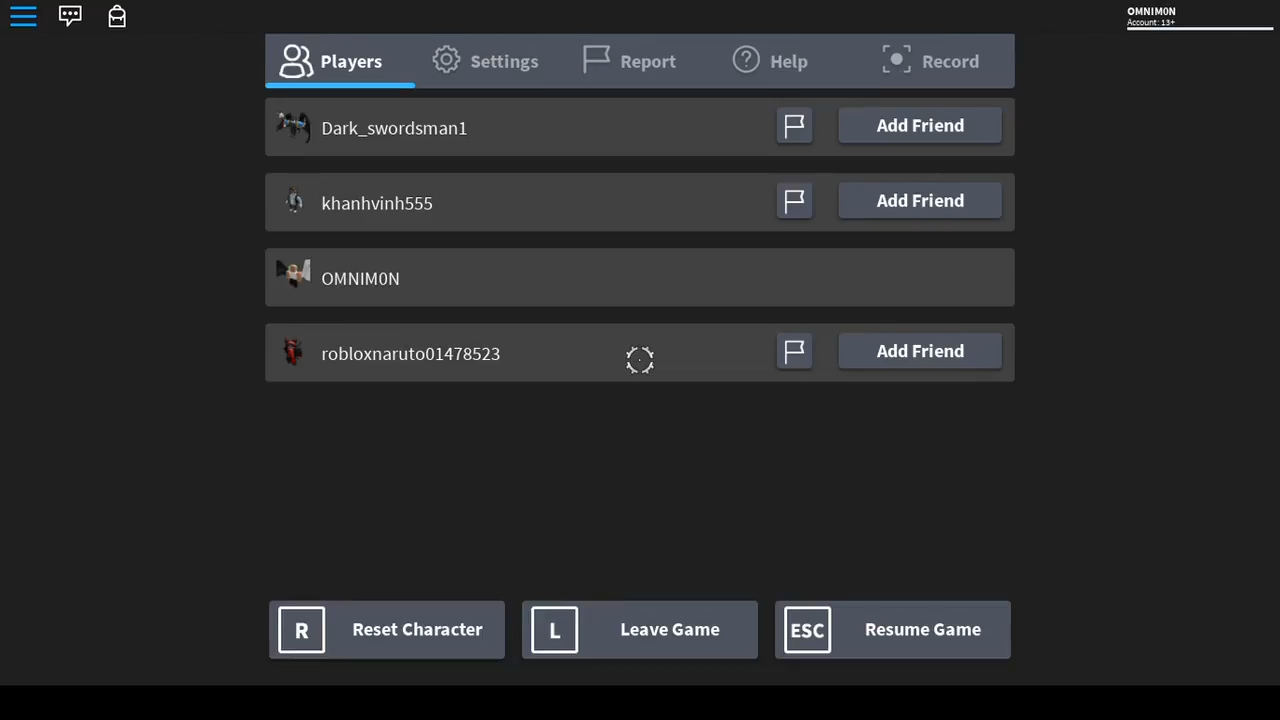 OMNIM0N
Account: 13+
Players Settings Report Help Record
Dark_swordsman1 Add Friend
khanhvinh555 Add Friend
OMNIM0N
robloxnaruto01478523 Add Friend
R Reset Character L Leave Game ESC Resume Game